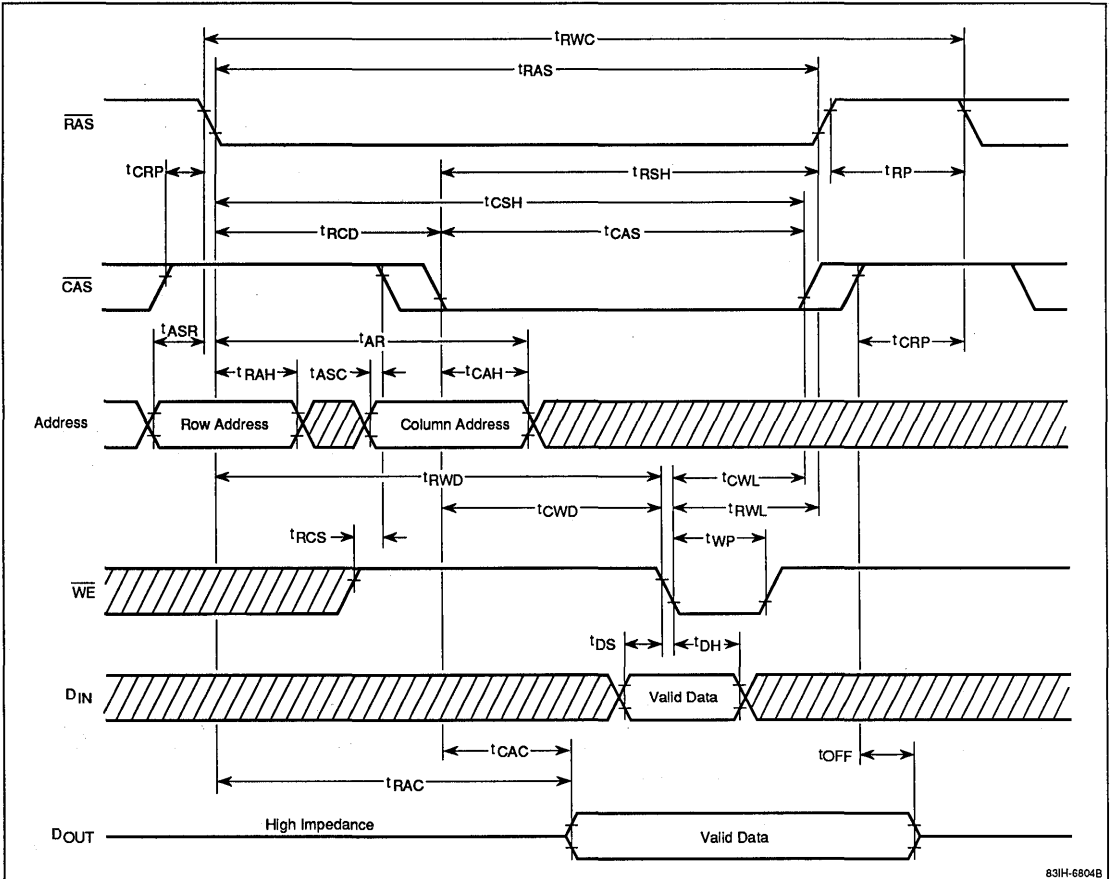 tRWC
tRAS
RAS
tCRP
tRSH
tRP
tCSH
tRCD
tCAS
CAS
tASR
tAR
tCRP
tRAH
tASC
tCAH
Address
Row Address
Column Address
tRWD
tCWL
tCWD
tRWL
tRCS
tWP
WE
tDS
tDH
DIN
Valid Data
tCAC
tOFF
tRAC
High Impedance
DOUT
Valid Data
83IH-6804B